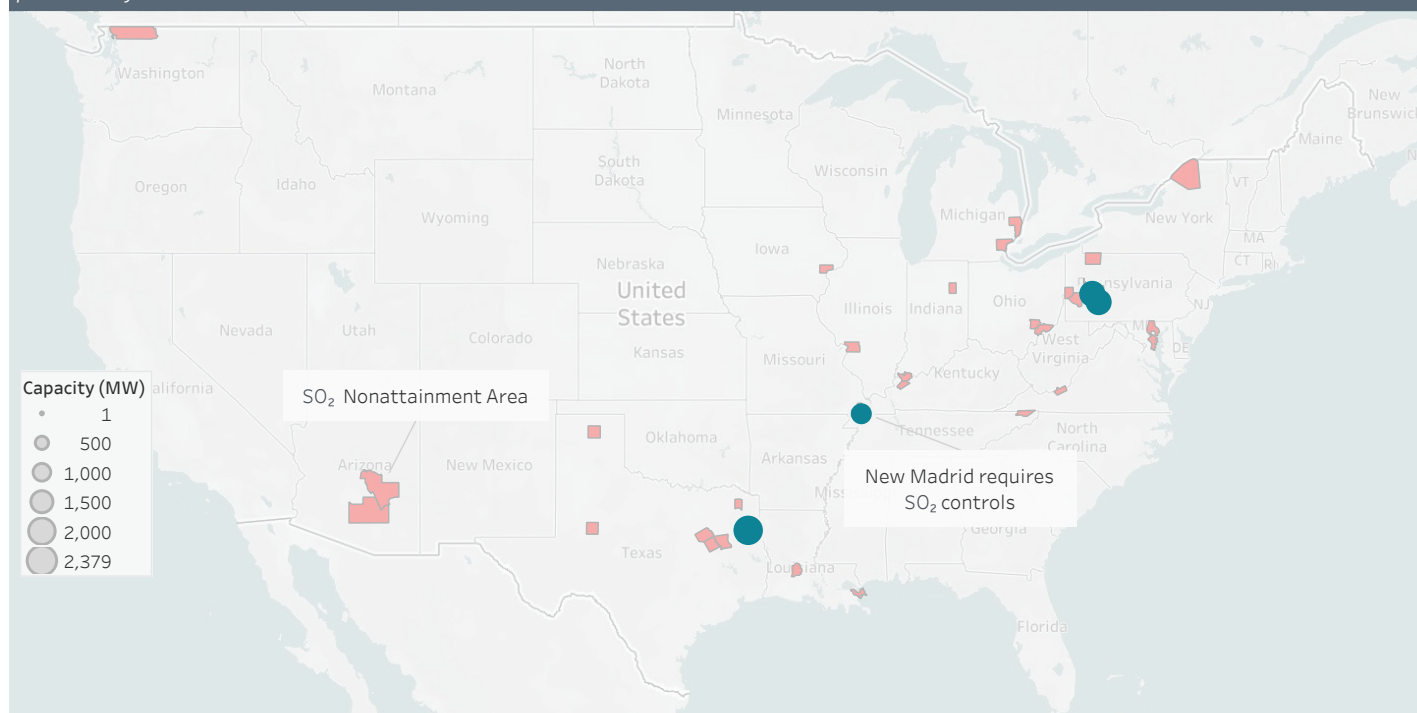 Washington
Montana
North
Dakota
Minnesota
New
Brunswick
Maine
Oregon
Idaho
South
Dakota
Wisconsin
VT
Wyoming
Michigan
New York
Iowa
MA
Nebraska
CT
RI
United
States
Pennsylvania
Nevada
Utah
Colorado
Illinois
Indiana
Ohio
NJ
Kansas
Missouri
West
Virginia
DE
Kentucky
Capacity (MW)
1
500
1,000
1,500
2,000
2,379
SO₂ Nonattainment Area
Arizona
New Mexico
Oklahoma
Arkansas
Tennessee
North
Carolina
New Madrid requires
SO₂ controls
Georgia
Texas
Louisiana
Florida